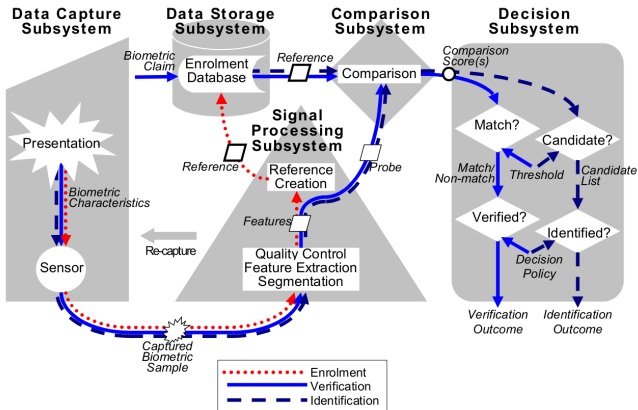 Data Capture
Subsystem
Data Storage
Subsystem
Comparison
Subsystem
Decision
Subsystem
Biometric
Claim
Enrolment
Database
Reference
Comparison
Comparison
Score(s)
Signal
Processing
Subsystem
Presentation
Reference
Reference
Creation
Probe
Match?
Candidate?
Match/
Non-match
Threshold
Candidate
List
Biometric
Characteristics
Features
Verified?
Identified?
Re-capture
Sensor
Quality Control
Feature Extraction
Segmentation
Decision
Policy
Captured
Biometric
Sample
Verification
Outcome
Identification
Outcome
Enrolment
Verification
Identification